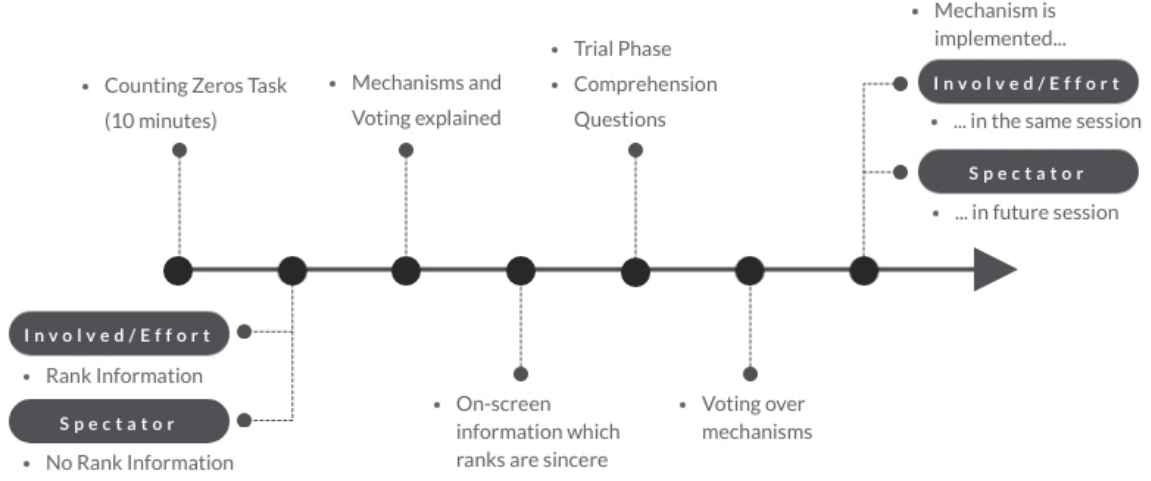 • Counting Zeros Task
(10 minutes)
Involved/Effort
• Rank Information
Spectator
• No Rank Information
• Mechanisms and
Voting explained
• On-screen
information which
ranks are sincere
• Trial Phase
• Comprehension
Questions
• Voting over
mechanisms
• Mechanism is
implemented...
Involved/Effort
• ... in the same session
Spectator
• ... in future session